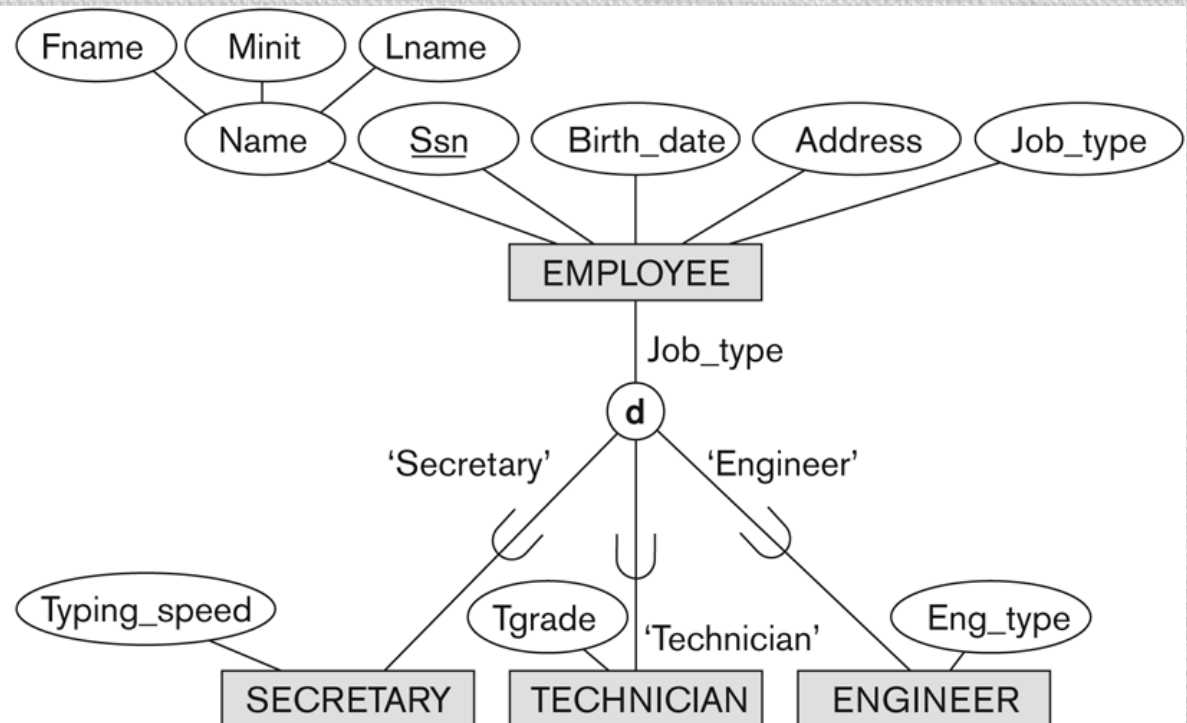 Fname Minit Lname
Name Ssn Birth_date Address Job_type
EMPLOYEE
Job_type
d
‘Secretary’ ‘Engineer’
Typing_speed Tgrade Eng_type
‘Technician’
SECRETARY TECHNICIAN ENGINEER